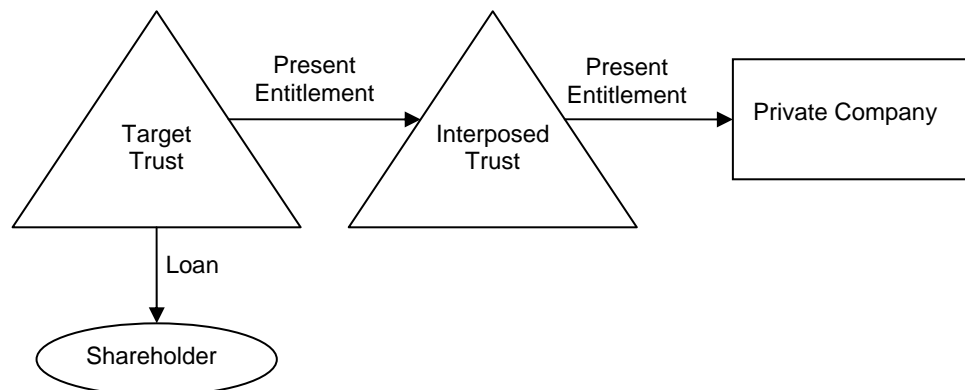 Present
Entitlement
Present
Entitlement
Target
Trust
Interposed
Trust
Private Company
Loan
Shareholder